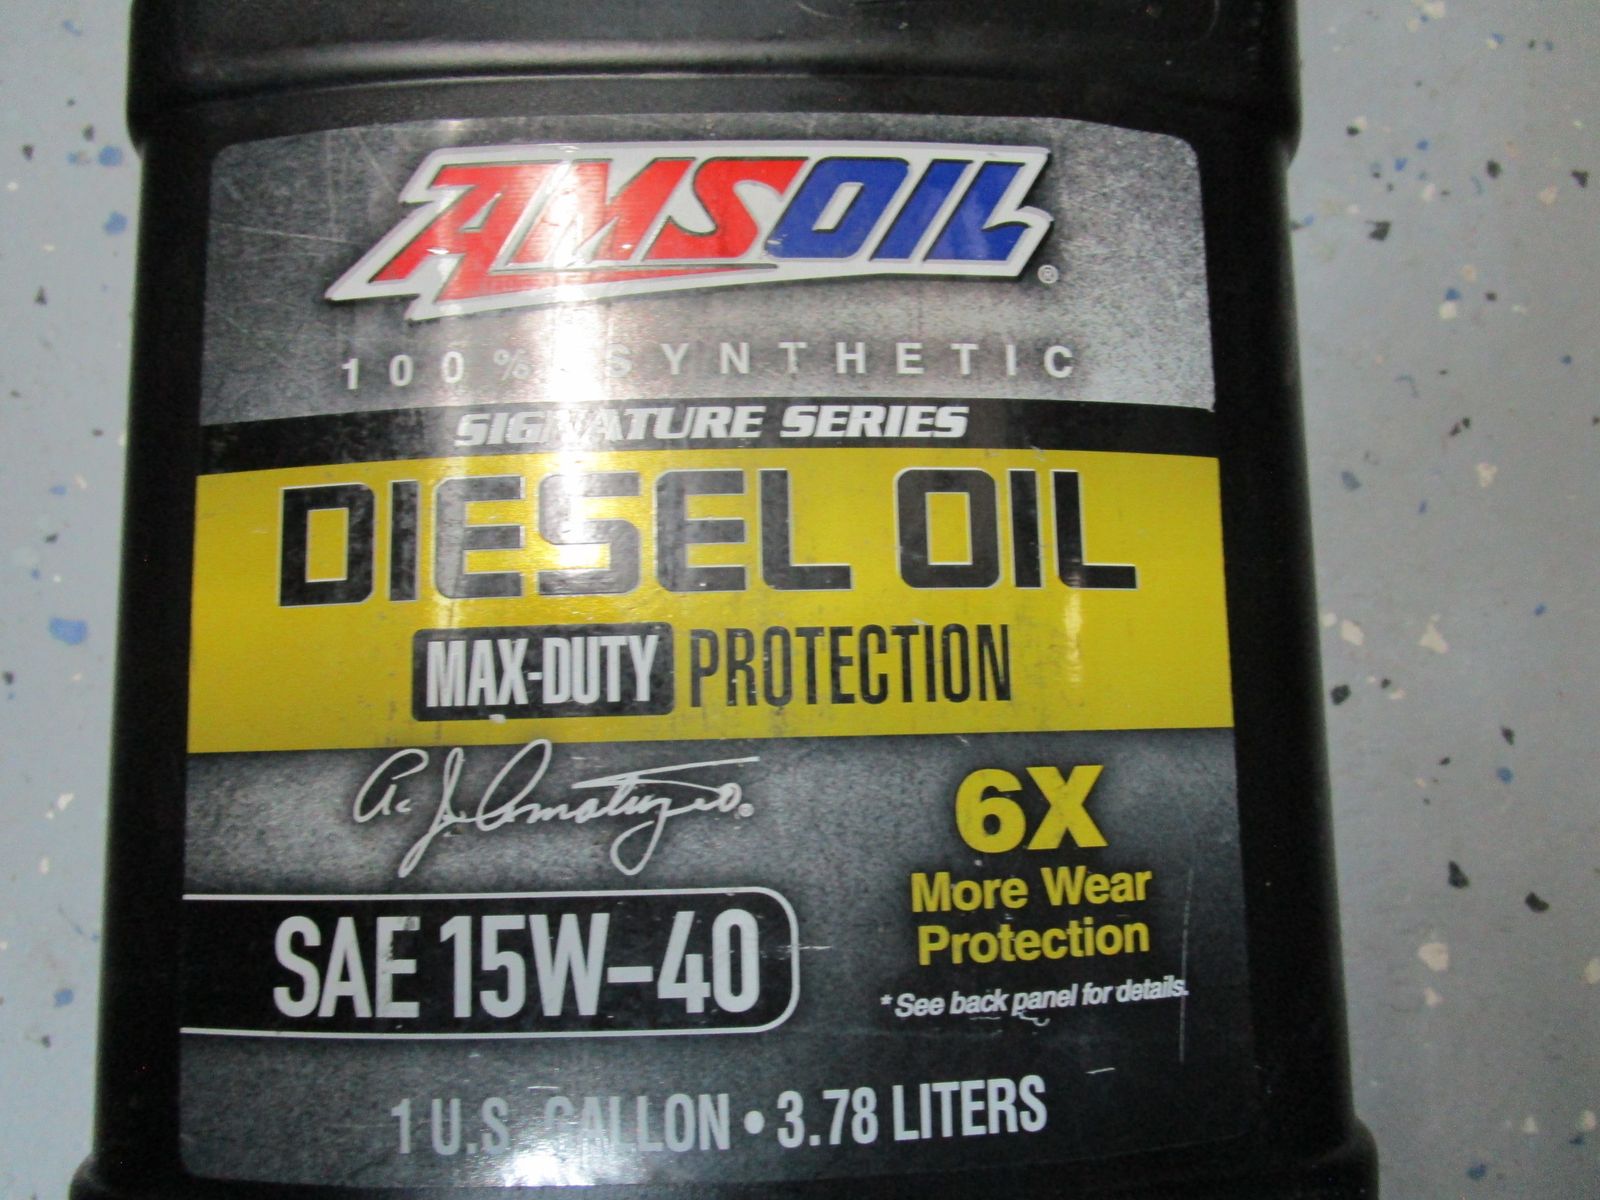 AMSOIL®
100% SYNTHETIC
SIGNATURE SERIES
DIESEL OIL
MAX-DUTY PROTECTION
SAE 15W-40
6X
More Wear
Protection
* See back panel for details.
1 U.S. GALLON • 3.78 LITERS